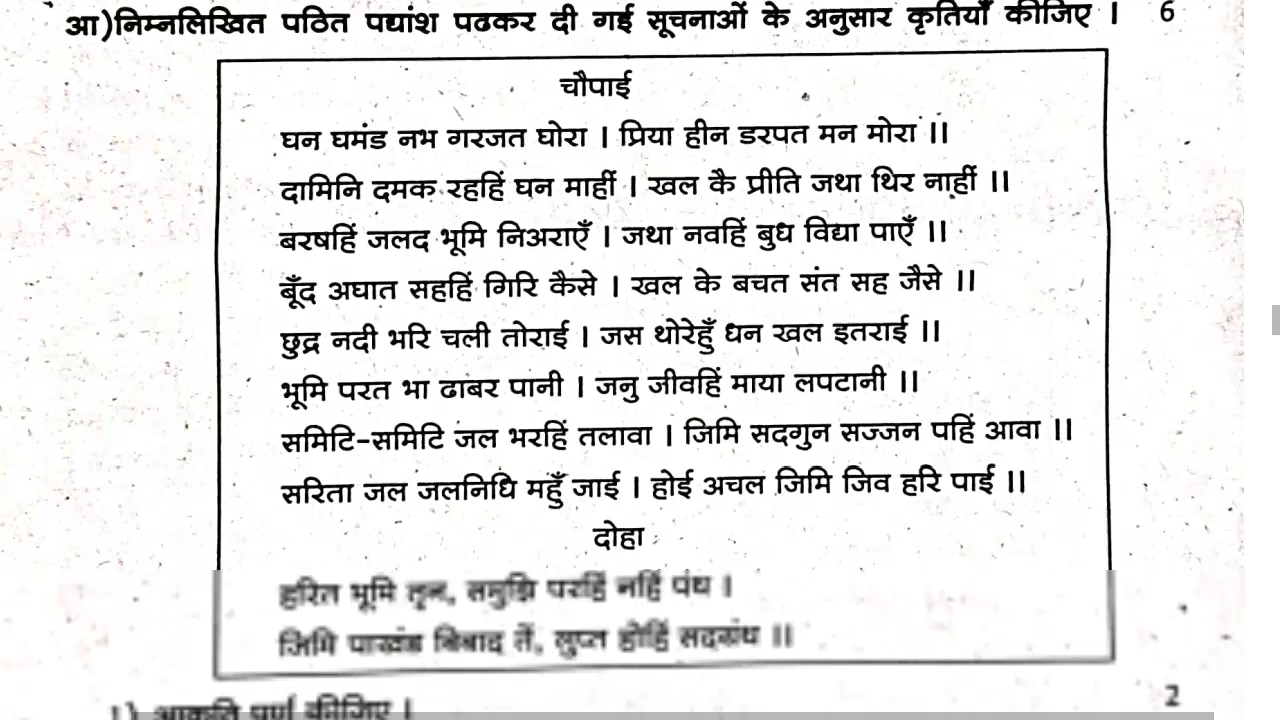 आ)निम्नलिखित पठित पद्यांश पढकर दी गई सूचनाओं के अनुसार कृतियाँ कीजिए । 6
चौपाई
घन घमंड नभ गरजत घोरा । प्रिया हीन डरपत मन मोरा ॥
दामिनि दमक रहहिं घन माहीं । खल कै प्रीति जथा थिर नाहीं ॥
बरषहिं जलद भूमि निअराएँ । जथा नवहिं बुध विद्या पाएँ ॥
बूँद अघात सहहिं गिरि कैसे । खल के बचत संत सह जैसे ॥
छुद्र नदी भरि चली तोराई । जस थोरेहुँ धन खल इतराई ॥
भूमि परत भा ढाबर पानी । जनु जीवहिं माया लपटानी ॥
समिटि-समिटि जल भरहिं तलावा । जिमि सदगुन सज्जन पहिं आवा ॥
सरिता जल जलनिधि महुँ जाई । होई अचल जिमि जिव हरि पाई ॥
दोहा
हरित भूमि तृन, समुझि परहिं नहिं पंथ ।
जिमि पाखंड बिबाद तें, लुप्त होहिं सदग्रंथ ॥
1) आकृति पूर्ण कीजिए । 2